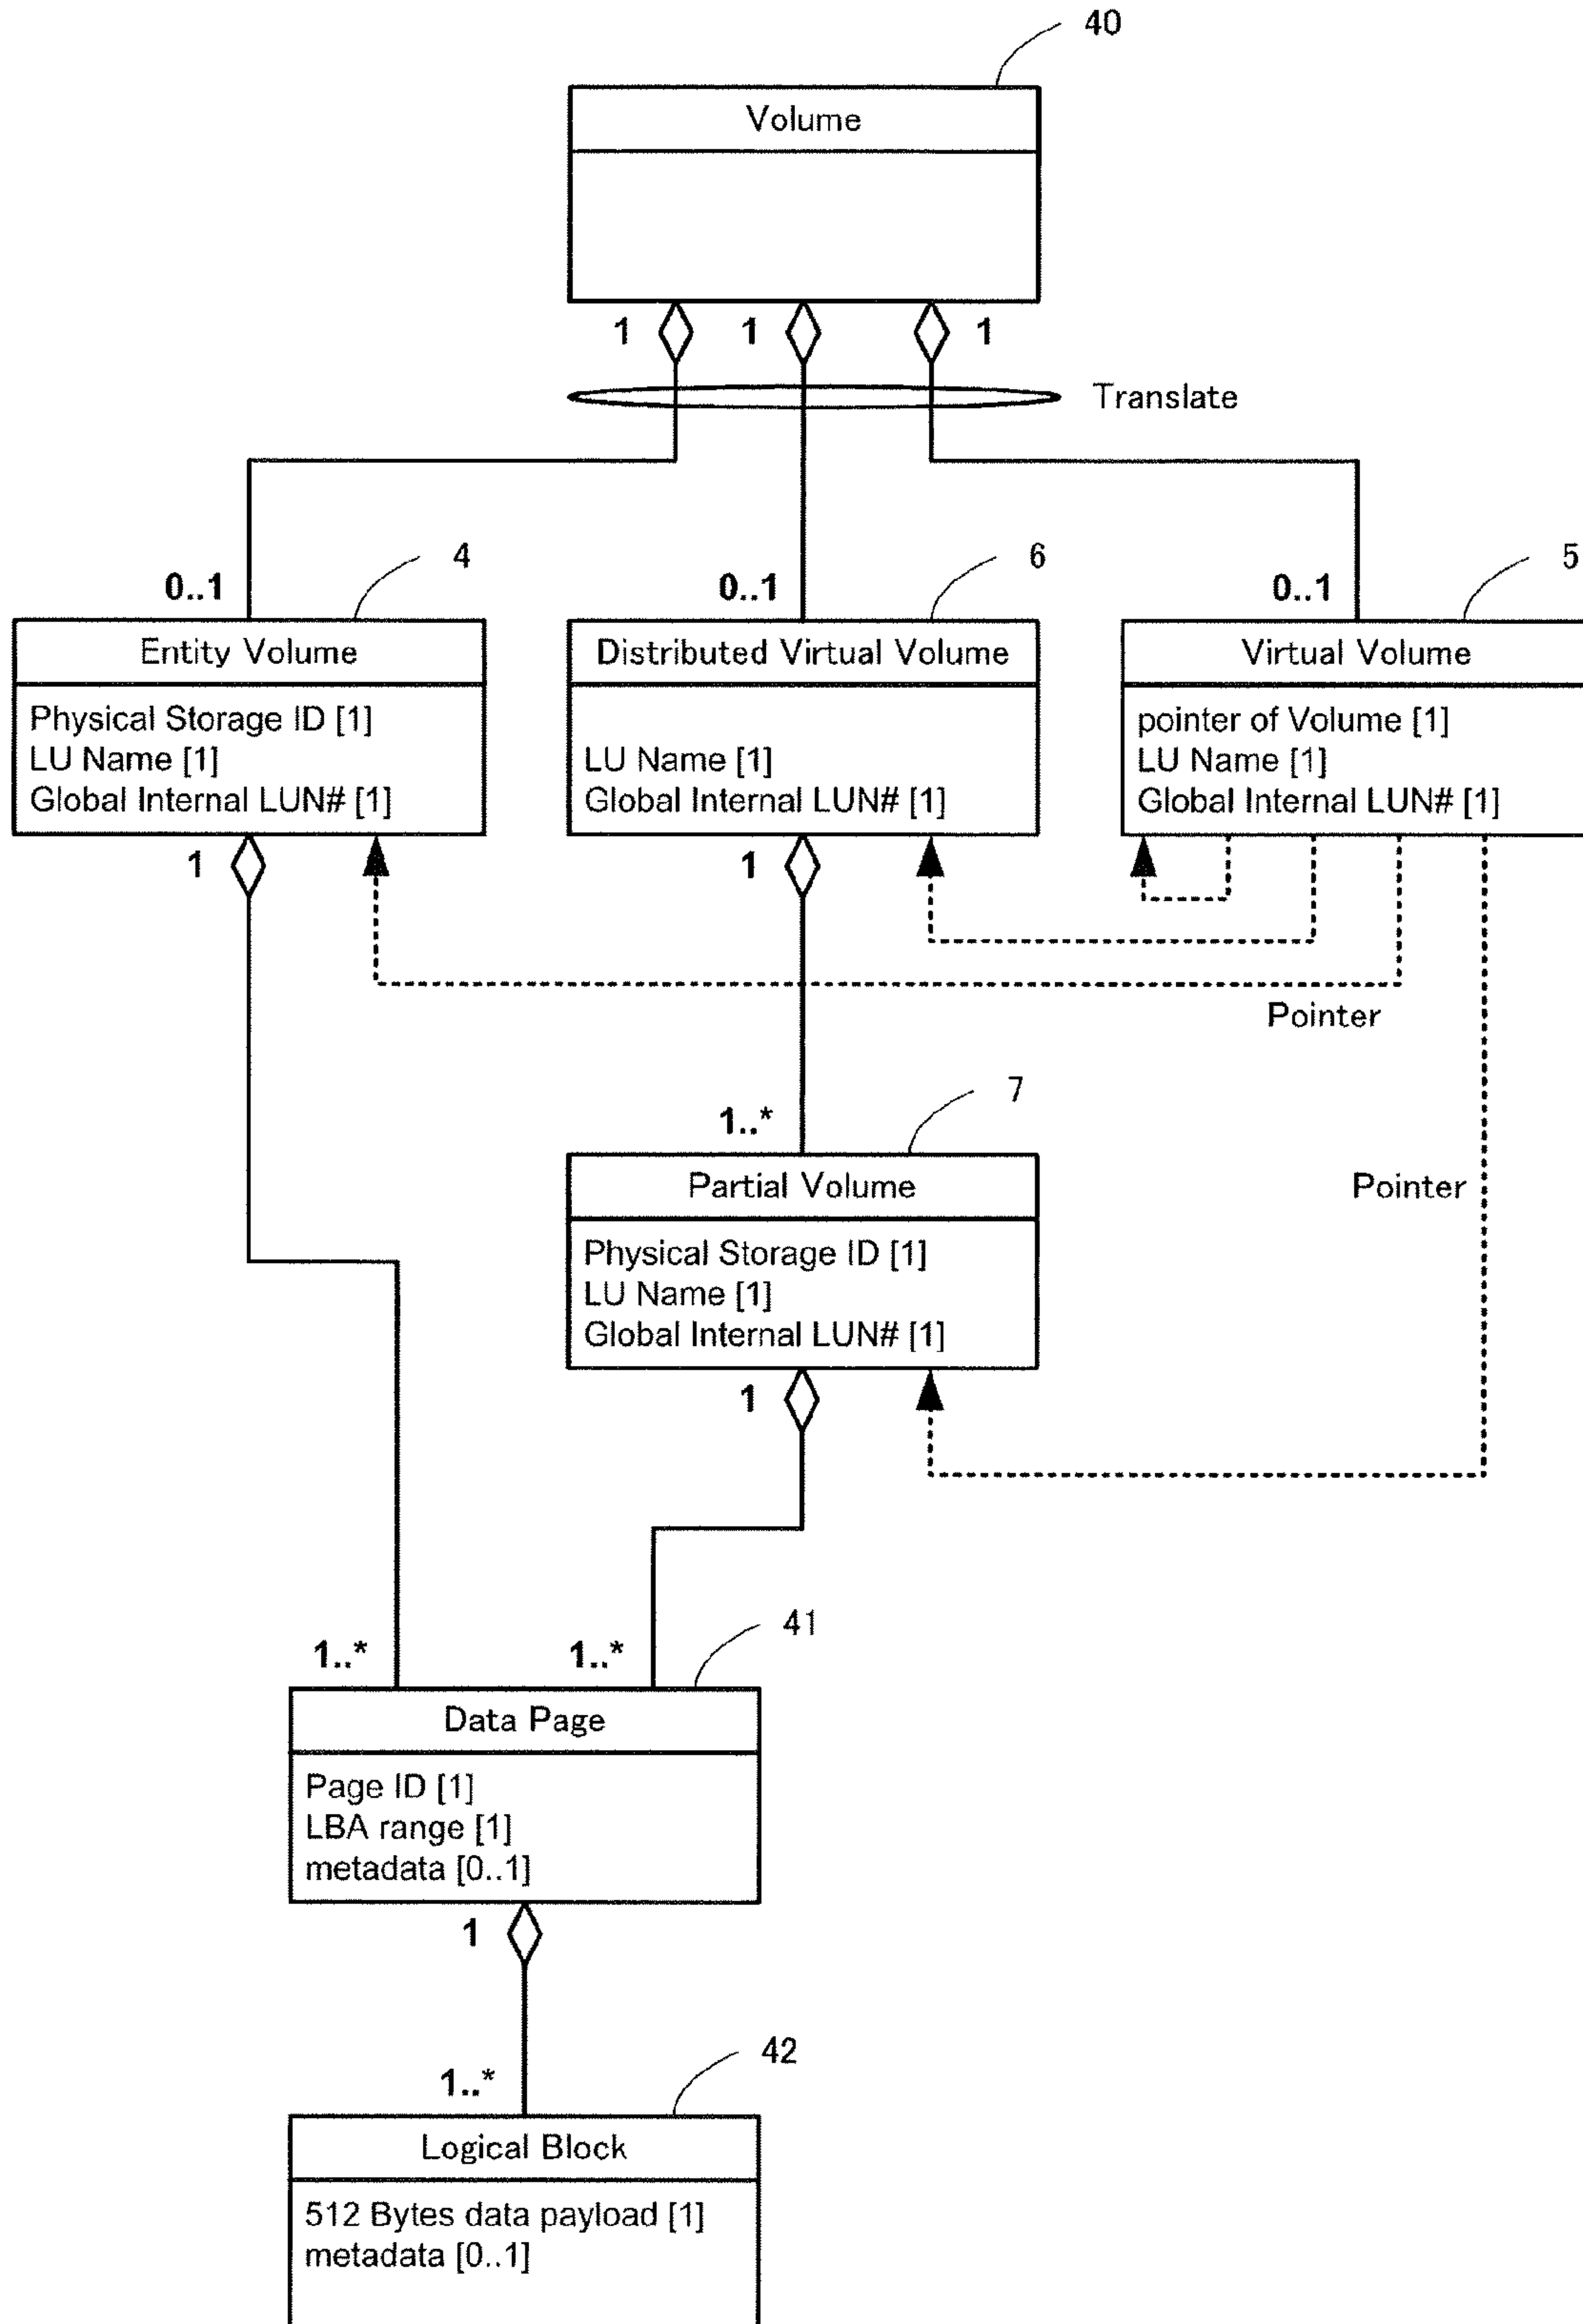 40
Volume
1
1
1
Translate
4
6
5
0..1
0..1
0..1
Entity Volume
Physical Storage ID [1]
LU Name [1]
Global Internal LUN# [1]
Distributed Virtual Volume
LU Name [1]
Global Internal LUN# [1]
Virtual Volume
pointer of Volume [1]
LU Name [1]
Global Internal LUN# [1]
1
1
Pointer
7
1..*
Pointer
Partial Volume
Physical Storage ID [1]
LU Name [1]
Global Internal LUN# [1]
1
41
1..*
1..*
Data Page
Page ID [1]
LBA range [1]
metadata [0..1]
1
42
1..*
Logical Block
512 Bytes data payload [1]
metadata [0..1]